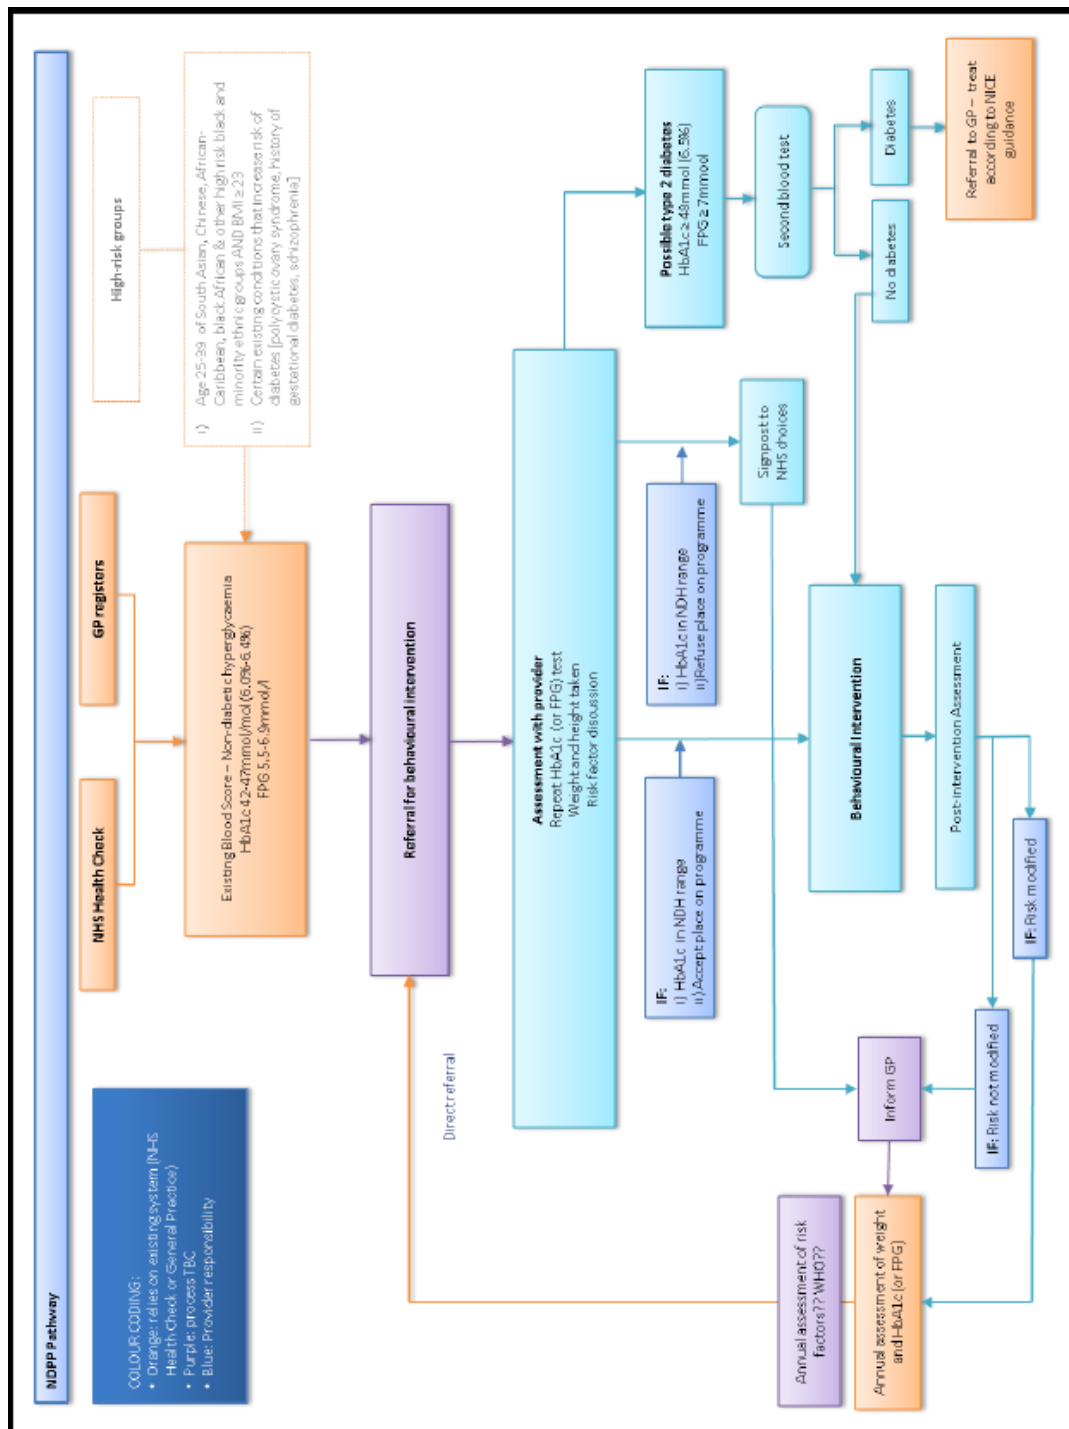 NDPP Pathway
COLOUR CODING:
• Orange: relies on existing system (NHS
Health Check or General Practice)
• Purple: process TBC
• Blue: Provider responsibility
NHS Health Check
GP registers
High-risk groups
i) Age 25-39 of South Asian, Chinese, African-
Caribbean, black African & other high risk black and
minority ethnic groups AND BMI ≥ 23
ii) Certain existing conditions that increase risk of
diabetes [polycystic ovary syndrome, history of
gestational diabetes, schizophrenia]
Existing Blood Score – Non-diabetic hyperglycaemia
HbA1c 42-47mmol/mol (6.0%-6.4%)
FPG 5.5-6.9mmol/l
Referral for behavioural intervention
Direct referral
Assessment with provider
Repeat HbA1c (or FPG) test
Weight and height taken
Risk factor discussion
IF:
i) HbA1c in NDH range
ii) Accept place on programme
IF:
i) HbA1c in NDH range
ii)Refuse place on programme
Possible type 2 diabetes
HbA1c ≥ 48mmol (6.5%)
FPG ≥ 7mmool
Signpost to
NHS choices
Second blood test
No diabetes
Diabetes
Referral to GP – treat
according to NICE
guidance
Behavioural Intervention
Post-intervention Assessment
IF: Risk modified
IF: Risk not modified
Inform GP
Annual assessment of risk
factors?? WHO??
Annual assessment of weight
and HbA1c (or FPG)